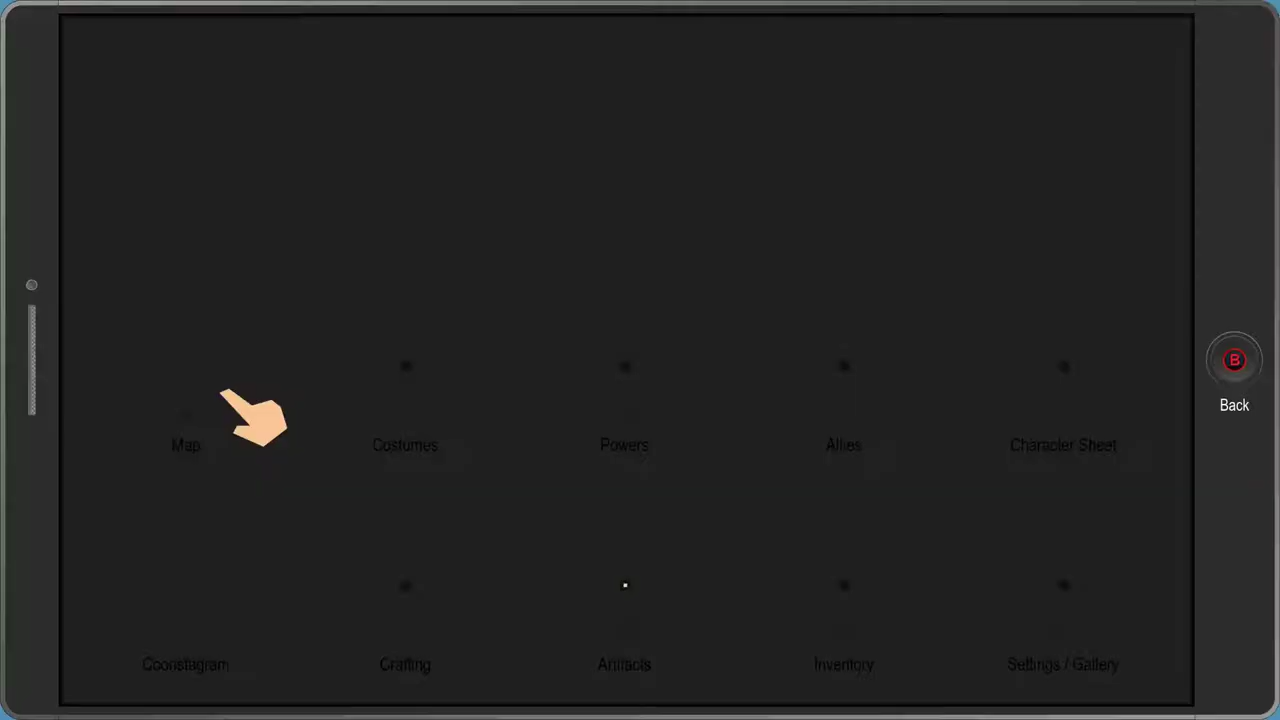 B
Back
Map
Costumes
Powers
Allies
Character Sheet
Coonstagram
Crafting
Artifacts
Inventory
Settings / Gallery